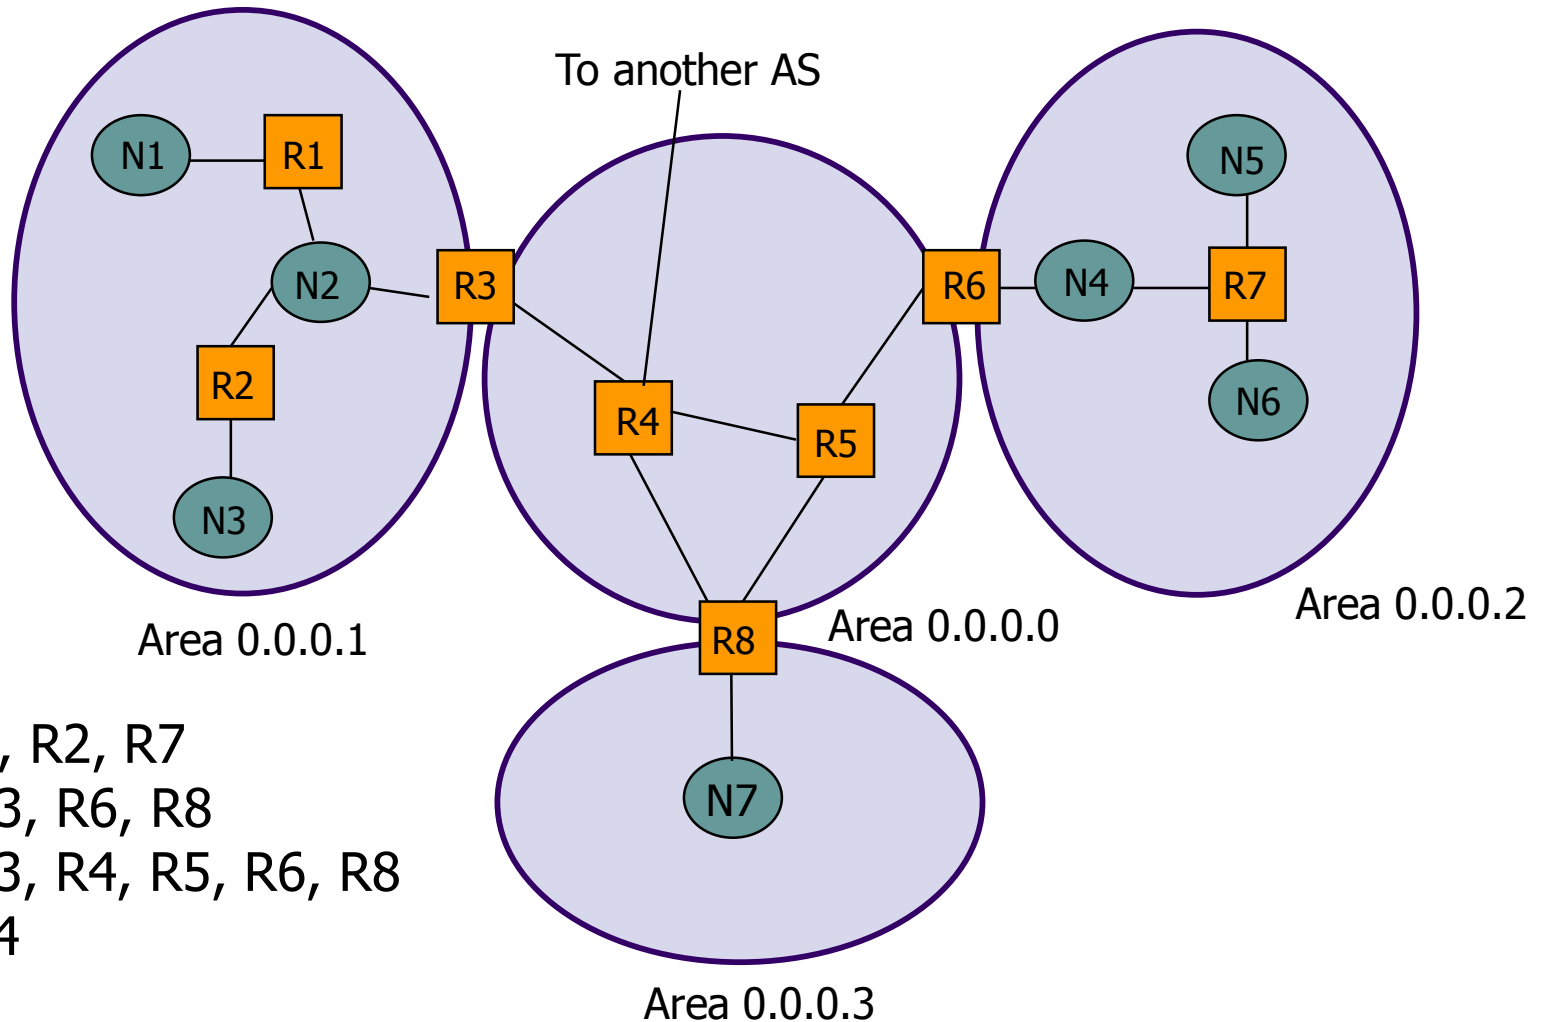 To another AS
N1
R1
N5
N2
R3
R6
N4
R7
R2
R4
R5
N6
N3
Area 0.0.0.1
R8
Area 0.0.0.0
Area 0.0.0.2
, R2, R7
3, R6, R8
N7
3, R4, R5, R6, R8
4
Area 0.0.0.3